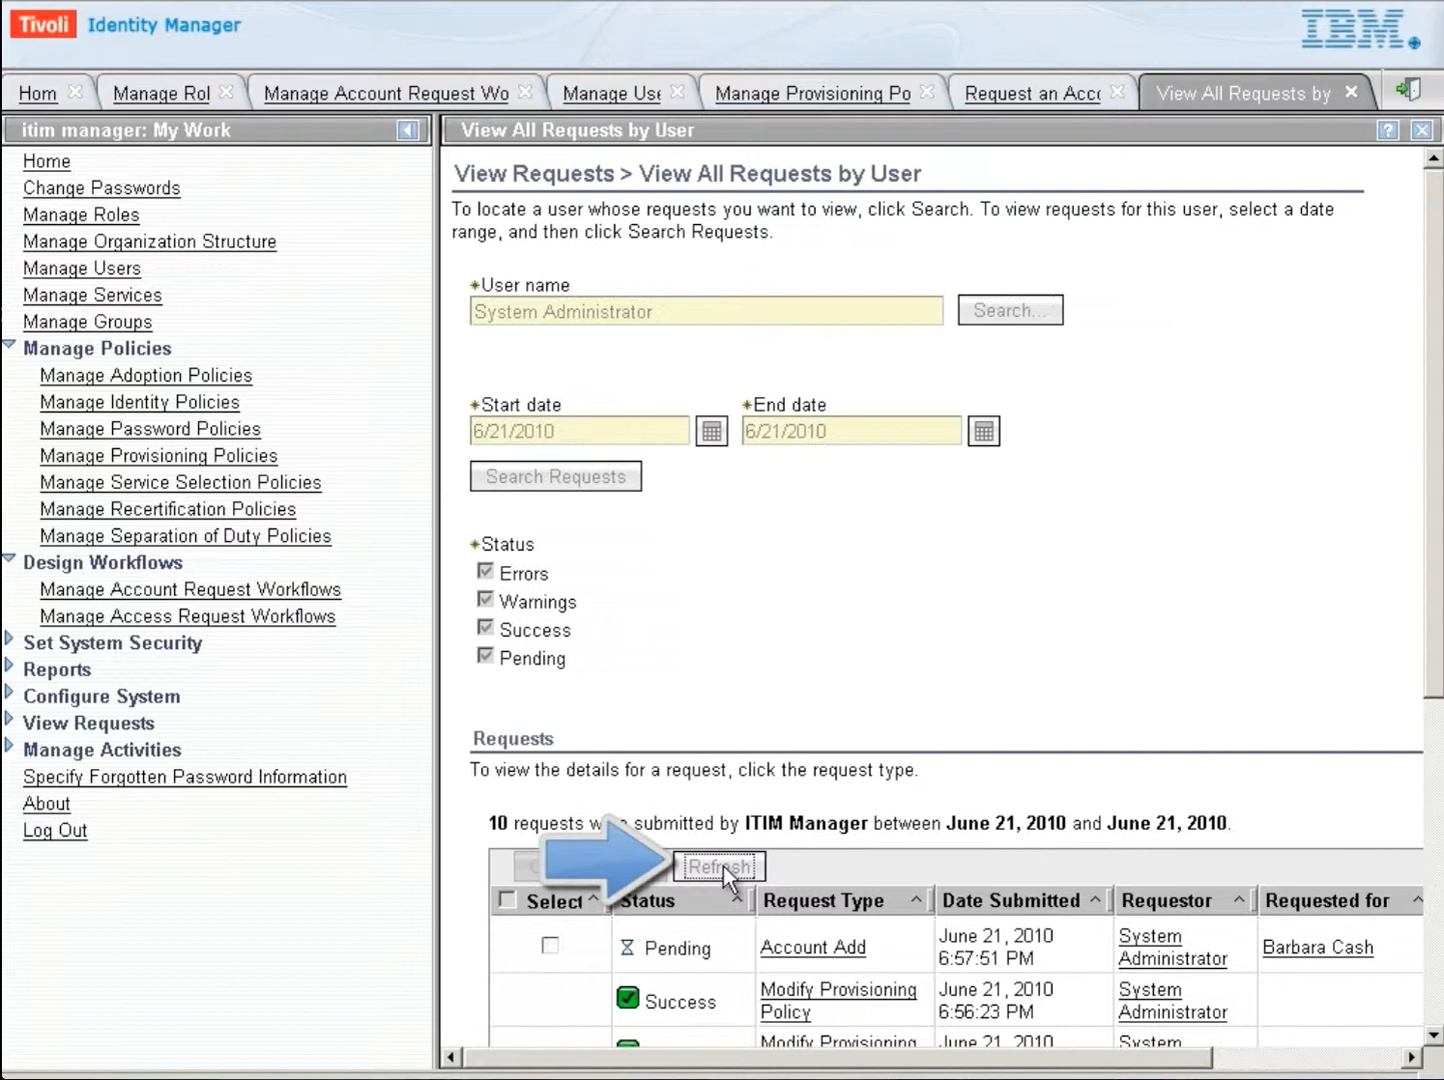 Tivoli Identity Manager
IBM
Hom
Manage Rol
Manage Account Request Wo
Manage Use
Manage Provisioning Po
Request an Acco
View All Requests by
itim manager: My Work
Home
Change Passwords
Manage Roles
Manage Organization Structure
Manage Users
Manage Services
Manage Groups
Manage Policies
Manage Adoption Policies
Manage Identity Policies
Manage Password Policies
Manage Provisioning Policies
Manage Service Selection Policies
Manage Recertification Policies
Manage Separation of Duty Policies
Design Workflows
Manage Account Request Workflows
Manage Access Request Workflows
Set System Security
Reports
Configure System
View Requests
Manage Activities
Specify Forgotten Password Information
About
Log Out
View All Requests by User
View Requests > View All Requests by User
To locate a user whose requests you want to view, click Search. To view requests for this user, select a date
range, and then click Search Requests.
*User name
System Administrator
Search...
*Start date
*End date
6/21/2010
6/21/2010
Search Requests
*Status
Errors
Warnings
Success
Pending
Requests
To view the details for a request, click the request type.
10 requests submitted by ITIM Manager between June 21, 2010 and June 21, 2010.
Refresh
Select ^ Status ^ Request Type ^ Date Submitted ^ Requestor ^ Requested for ^
Pending Account Add June 21, 2010 6:57:51 PM System Administrator Barbara Cash
Success Modify Provisioning Policy June 21, 2010 6:56:23 PM System Administrator
Modify Provisioning June 21, 2010 System